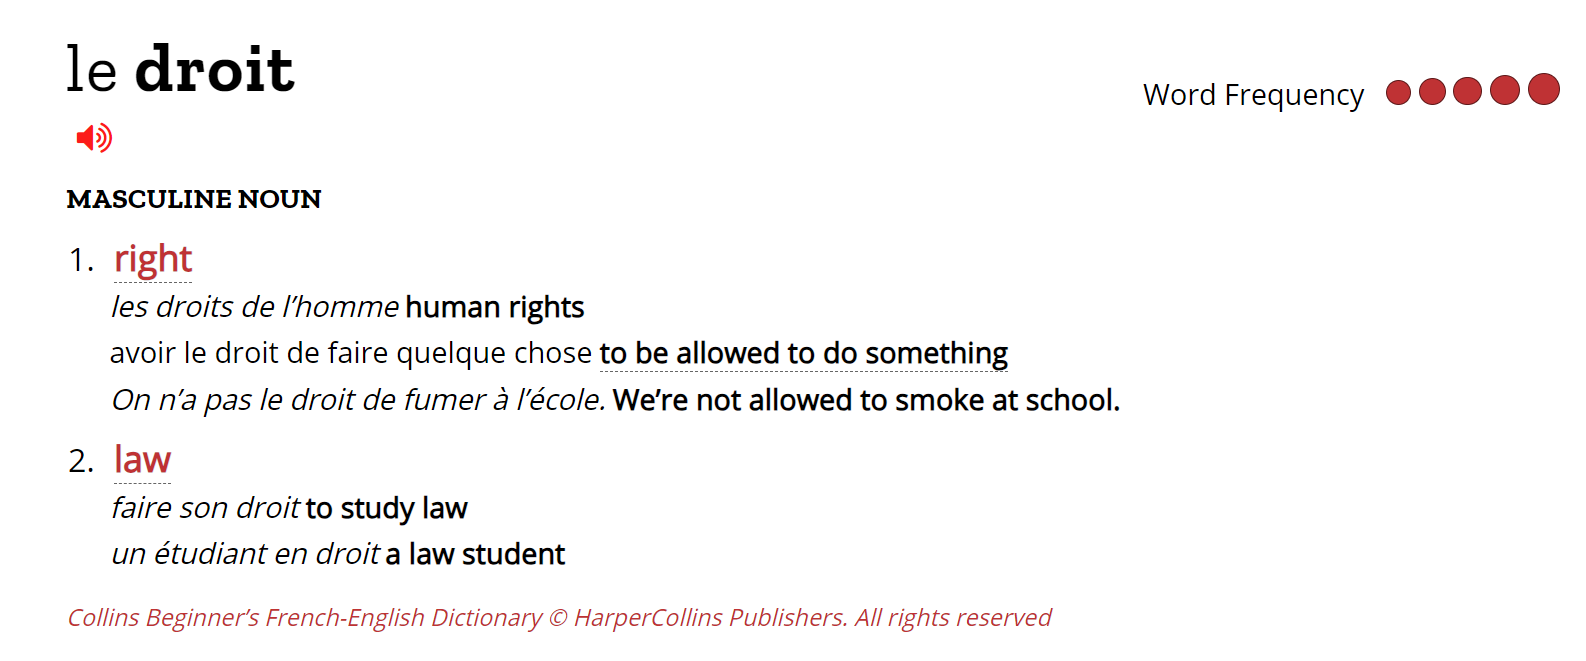 le droit
Word Frequency
MASCULINE NOUN
1. right
les droits de l’homme human rights
avoir le droit de faire quelque chose to be allowed to do something
On n’a pas le droit de fumer à l’école. We’re not allowed to smoke at school.
2. law
faire son droit to study law
un étudiant en droit a law student
Collins Beginner’s French-English Dictionary © HarperCollins Publishers. All rights reserved